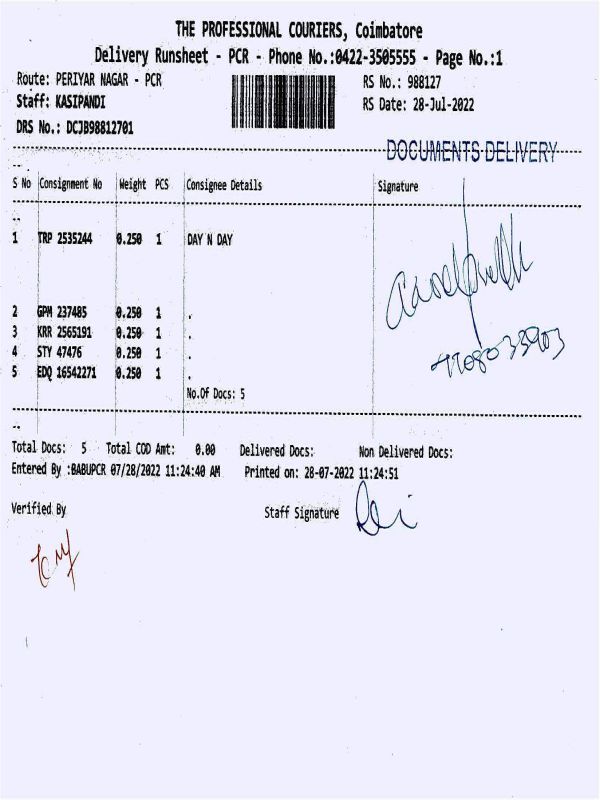 THE PROFESSIONAL COURIERS, Coimbatore
Delivery Runsheet - PCR - Phone No.:0422-3505555 - Page No.:1
Route: PERIYAR NAGAR - PCR RS No.: 988127
Staff: KASIPANDI RS Date: 28-Jul-2022
DRS No.: DCJB98812701
DOCUMENTS DELIVERY
S No Consignment No Weight PCS Consignee Details Signature
1 TRP 2535244 0.250 1 DAY N DAY
2 GPM 237485 0.250 1 .
3 KRR 2565191 0.250 1 .
4 STY 47476 0.250 1 .
5 EDQ 16542271 0.250 1 .
No.Of Docs: 5
Total Docs: 5 Total COD Amt: 0.00 Delivered Docs: Non Delivered Docs:
Entered By :BABUPCR 07/28/2022 11:24:40 AM Printed on: 28-07-2022 11:24:51
Verified By Staff Signature